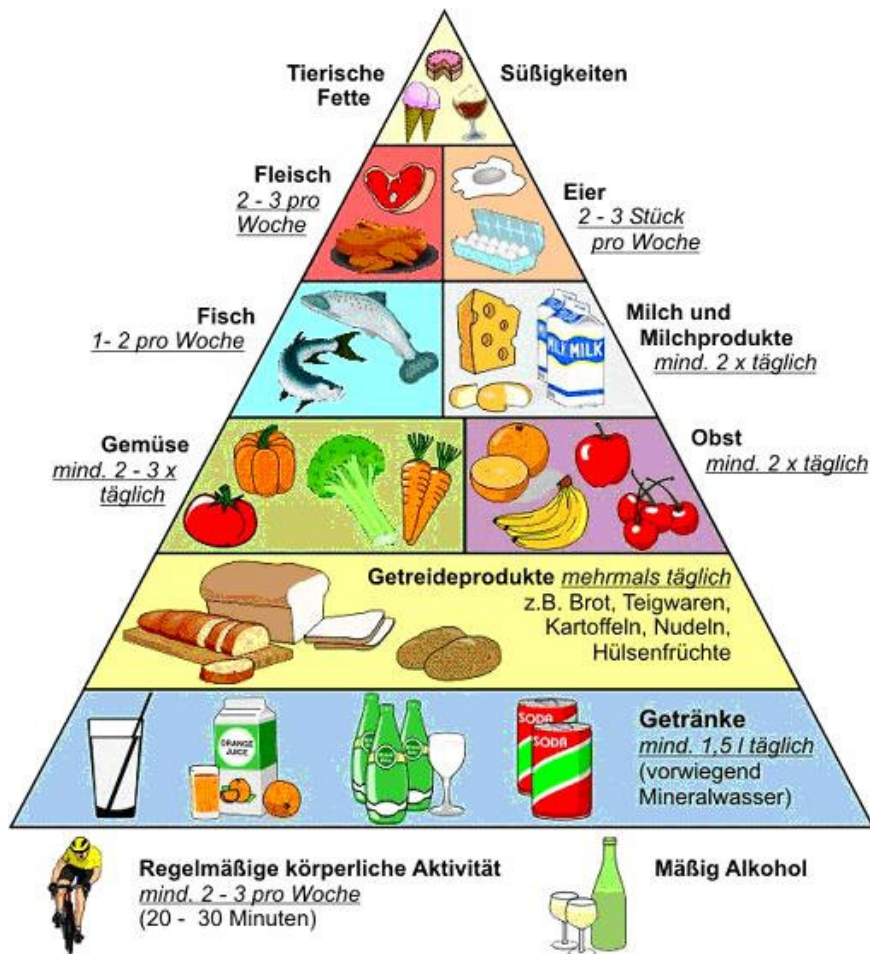 Tierische
Fette
Süßigkeiten
Fleisch
2 - 3 pro
Woche
Eier
2 - 3 Stück
pro Woche
Fisch
1- 2 pro Woche
Milch und
Milchprodukte
mind. 2 x täglich
MILK
MILK
Gemüse
mind. 2 - 3 x
täglich
Obst
mind. 2 x täglich
Getreideprodukte mehrmals täglich
z.B. Brot, Teigwaren,
Kartoffeln, Nudeln,
Hülsenfrüchte
ORANGE
JUICE
SODA
SODA
Getränke
mind. 1,5 l täglich
(vorwiegend
Mineralwasser)
Regelmäßige körperliche Aktivität
mind. 2 - 3 pro Woche
(20 - 30 Minuten)
Mäßig Alkohol